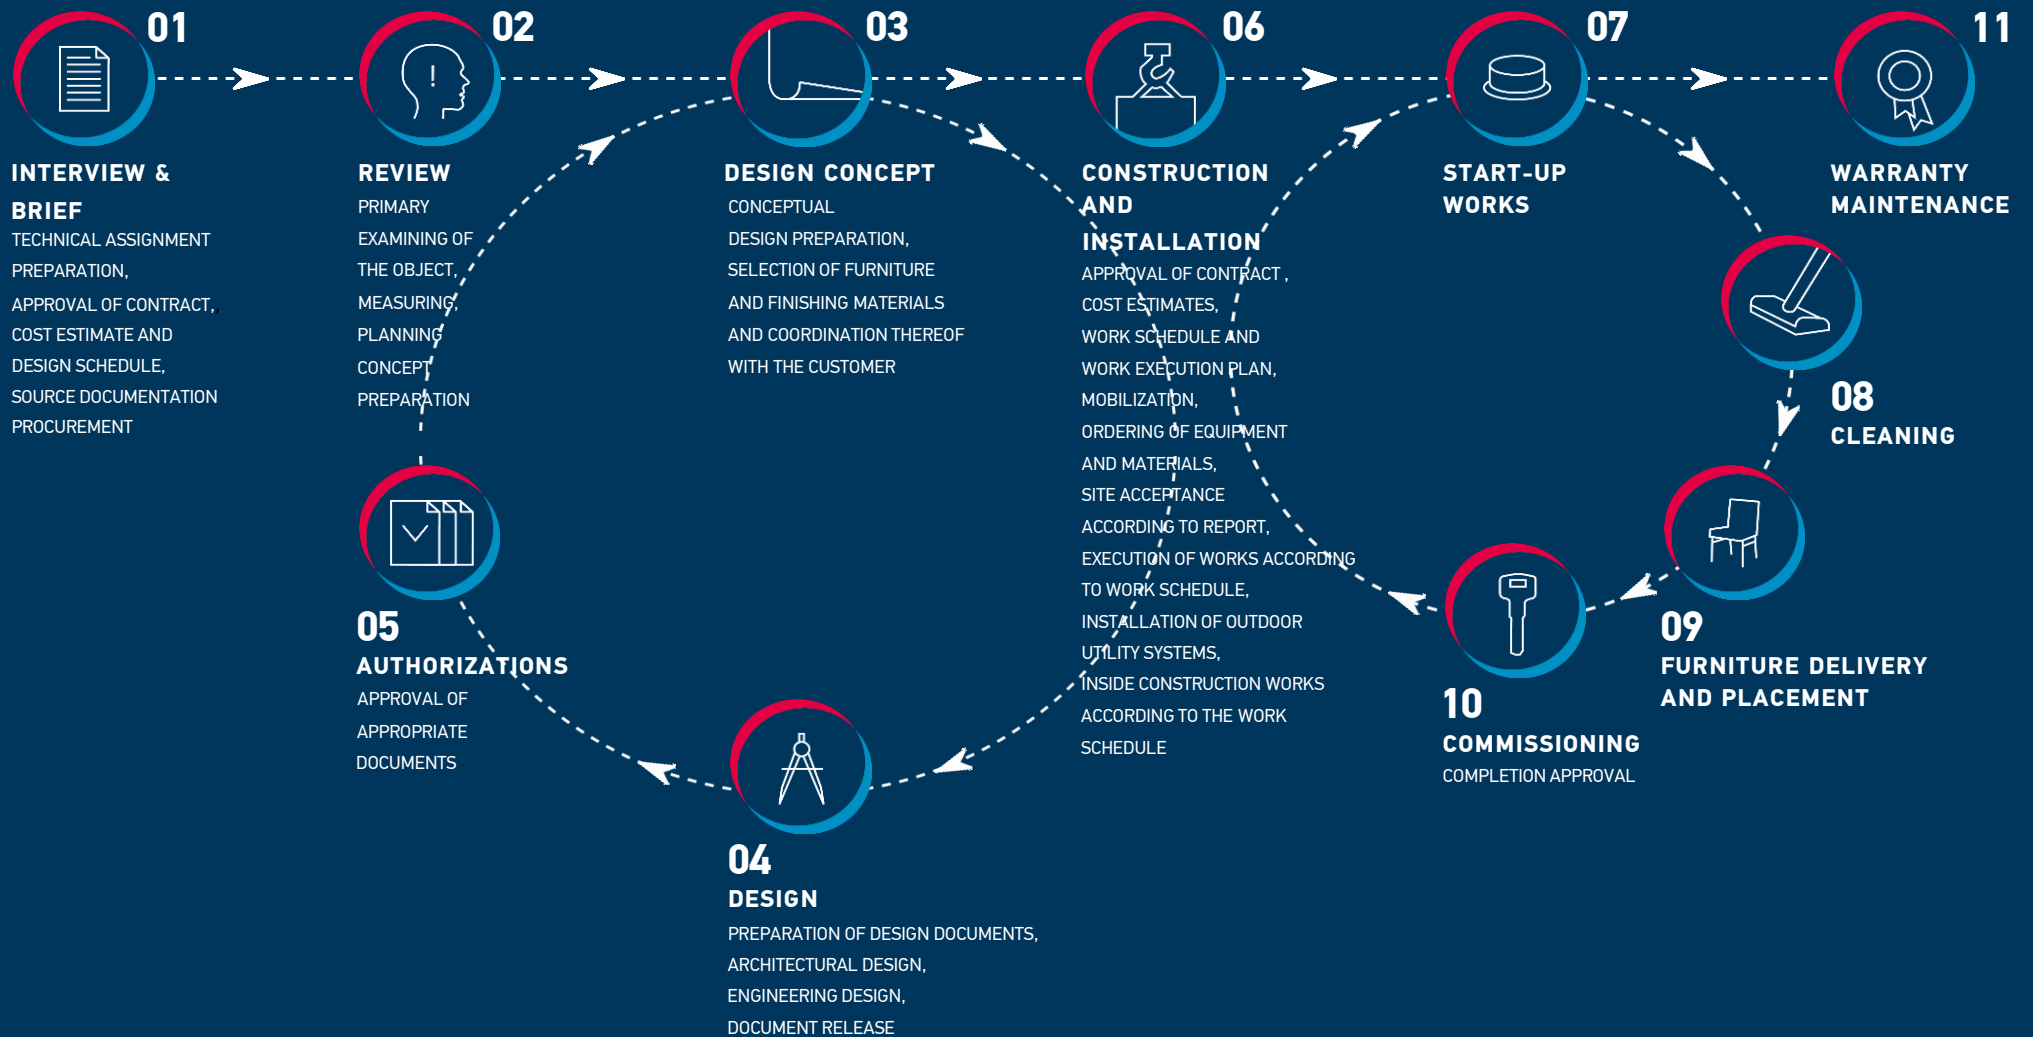 01
INTERVIEW &
BRIEF
TECHNICAL ASSIGNMENT
PREPARATION,
APPROVAL OF CONTRACT,
COST ESTIMATE AND
DESIGN SCHEDULE,
SOURCE DOCUMENTATION
PROCUREMENT
02
REVIEW
PRIMARY
EXAMINING OF
THE OBJECT,
MEASURING,
PLANNING
CONCEPT
PREPARATION
03
DESIGN CONCEPT
CONCEPTUAL
DESIGN PREPARATION,
SELECTION OF FURNITURE
AND FINISHING MATERIALS
AND COORDINATION THEREOF
WITH THE CUSTOMER
04
DESIGN
PREPARATION OF DESIGN DOCUMENTS,
ARCHITECTURAL DESIGN,
ENGINEERING DESIGN,
DOCUMENT RELEASE
05
AUTHORIZATIONS
APPROVAL OF
APPROPRIATE
DOCUMENTS
06
CONSTRUCTION
AND
INSTALLATION
APPROVAL OF CONTRACT ,
COST ESTIMATES,
WORK SCHEDULE AND
WORK EXECUTION PLAN,
MOBILIZATION,
ORDERING OF EQUIPMENT
AND MATERIALS,
SITE ACCEPTANCE
ACCORDING TO REPORT,
EXECUTION OF WORKS ACCORDING
TO WORK SCHEDULE,
INSTALLATION OF OUTDOOR
UTILITY SYSTEMS,
INSIDE CONSTRUCTION WORKS
ACCORDING TO THE WORK
SCHEDULE
07
START-UP
WORKS
08
CLEANING
09
FURNITURE DELIVERY
AND PLACEMENT
10
COMMISSIONING
COMPLETION APPROVAL
11
WARRANTY
MAINTENANCE